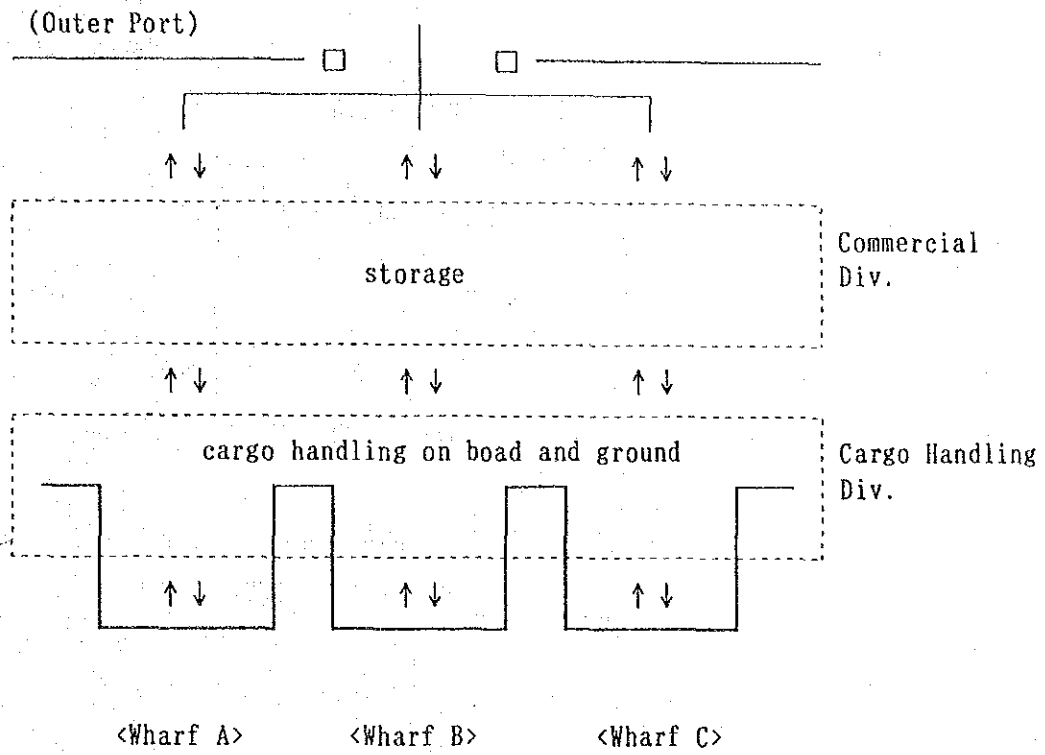 (Outer Port)
↑ ↓ ↑ ↓ ↑ ↓
storage
Commercial
Div.
↑ ↓ ↑ ↓ ↑ ↓
cargo handling on boad and ground
Cargo Handling
Div.
↑ ↓ ↑ ↓ ↑ ↓
<Wharf A> <Wharf B> <Wharf C>